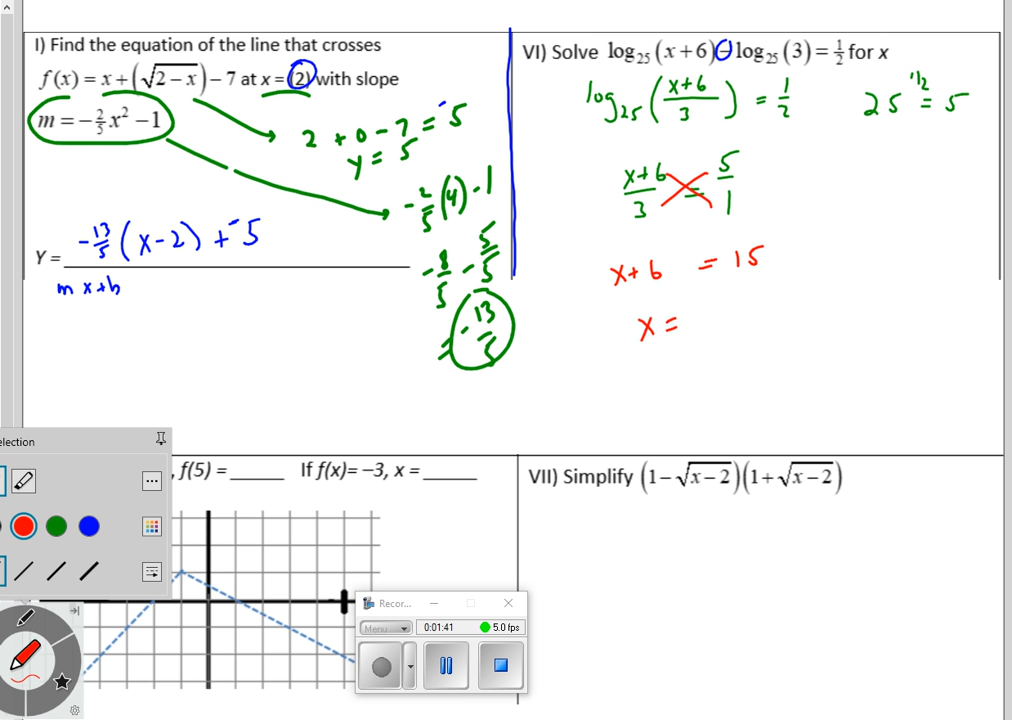 I) Find the equation of the line that crosses
f(x) = x + (√2−x) − 7 at x = (2) with slope
m = −2/5 x² − 1
2 + 0 − 7 = -5
y = 5
-2/5 (4) - 1
-8/5 - 5/5
= -13/5
Y = -13/5 (x-2) + -5
m x+b
VI) Solve log₂₅(x+6) − log₂₅(3) = 1/2 for x
log₂₅ (x+6/3) = 1/2
25^1/2 = 5
x+6/3 = 5/1
x+6 = 15
x =
election
, f(5) = ______ If f(x)= −3, x = ______
VII) Simplify (1−√x−2)(1+√x−2)
Recor...
Menu
0:01:41
5.0 fps